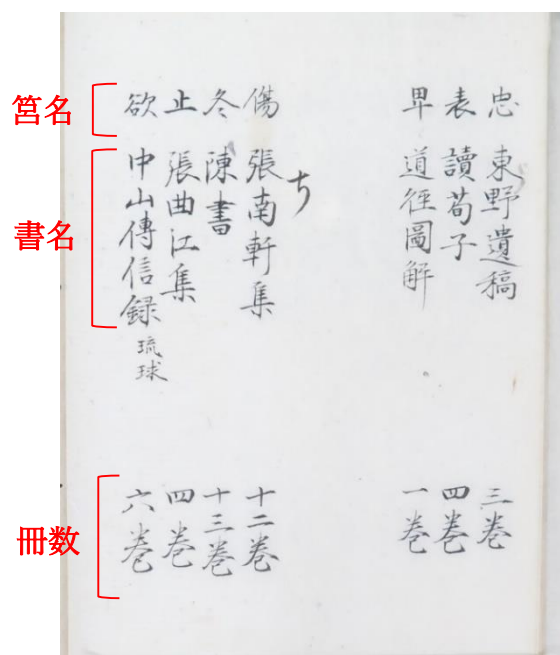 忠 東野遺稿 三巻
表 讀荀子 四巻
畀 道徑圖解 一巻
ち
傷 張南軒集 十二巻
冬 陳書 十三巻
止 張曲江集 四巻
欲 中山傳信録 琉球 六巻
筥名
書名
冊数